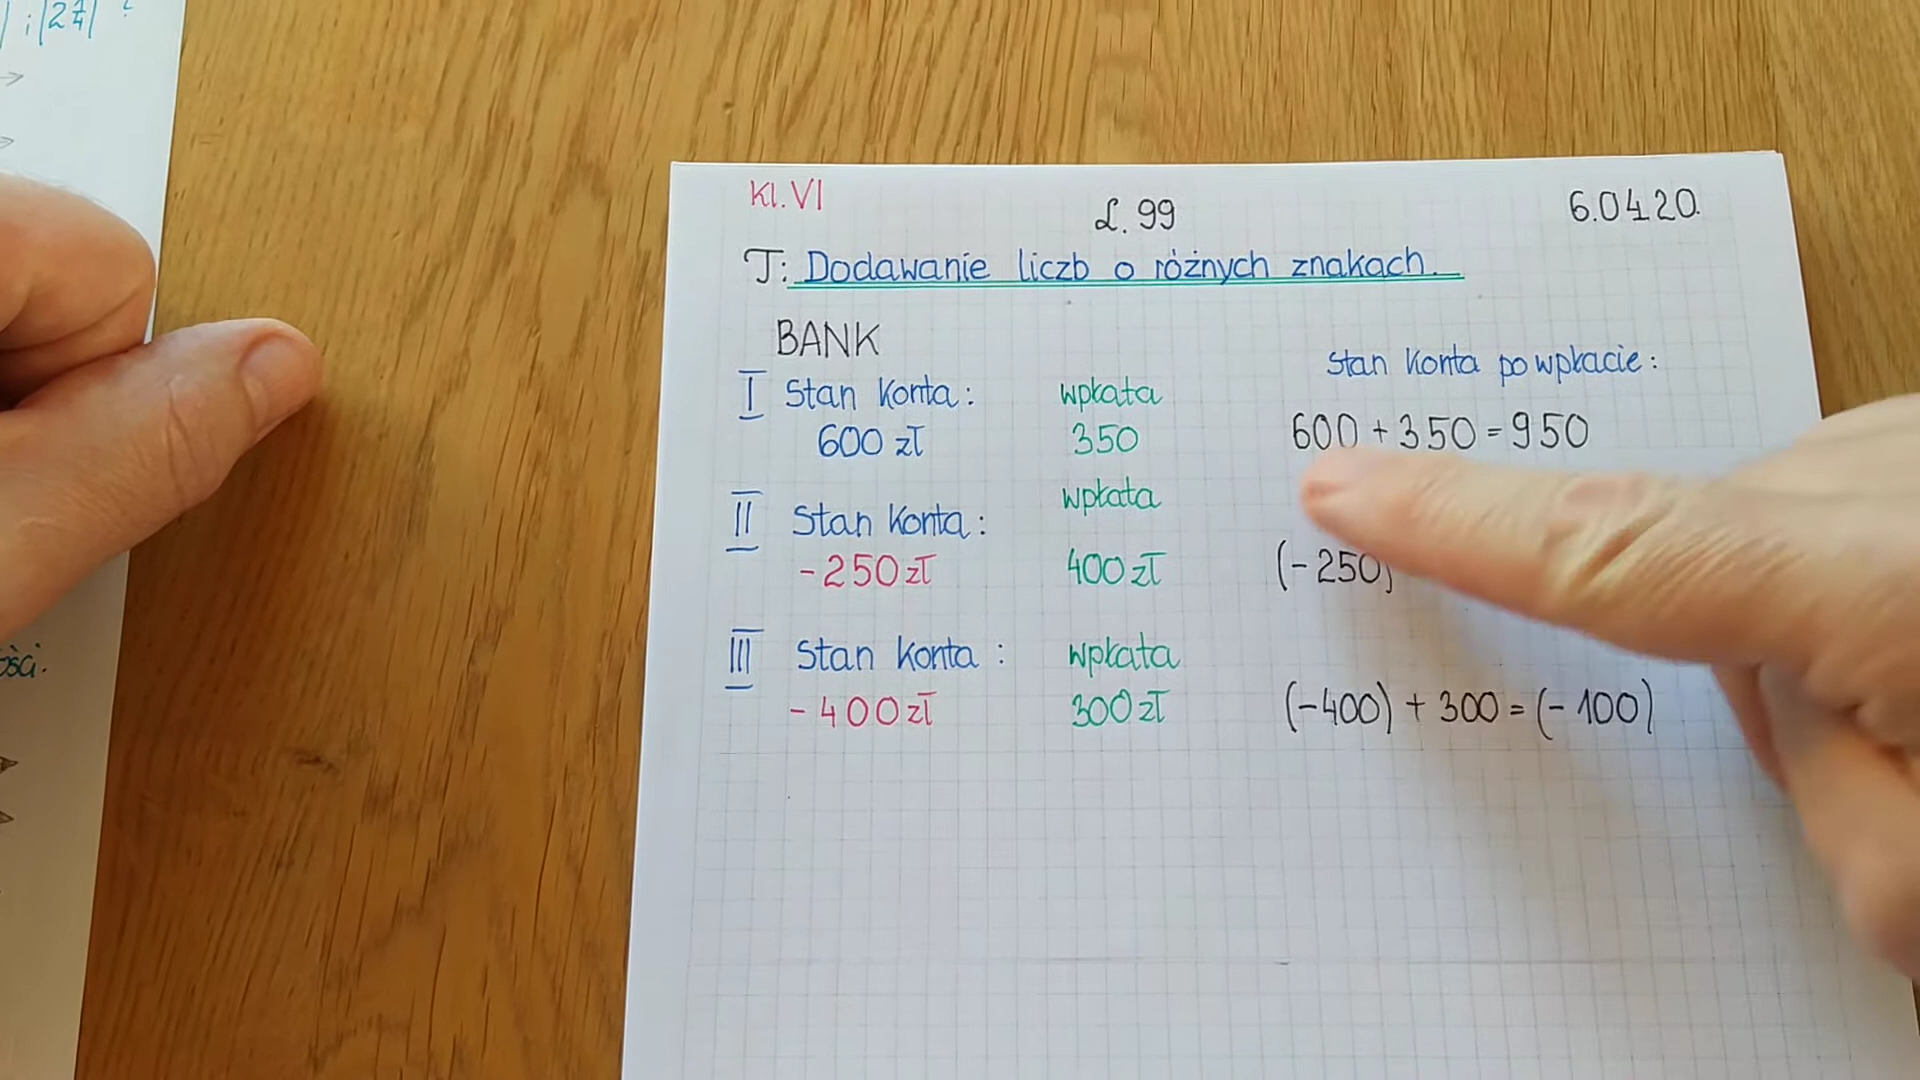 Kl. VI
L. 99
6.04.20.
T: Dodawanie liczb o różnych znakach.
BANK
Stan konta po wpłacie:
I Stan konta: wpłata
600 zł 350 600 + 350 = 950
II Stan konta: wpłata
- 250 zł 400 zł (- 250)
III Stan konta : wpłata
- 400 zł 300 zł (-400) + 300 = (- 100)